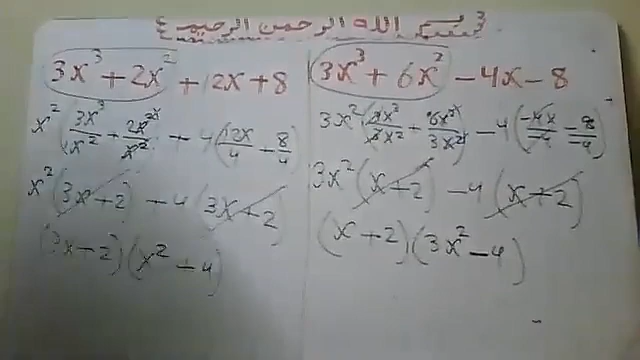 بسم الله الرحمن الرحيم
3x³ + 2x² + 12x + 8
x² (3x³/x² + 2x²/x²) + 4 (12x/4 + 8/4)
x² (3x + 2) + 4 (3x + 2)
(3x + 2) (x² + 4)
3x³ + 6x² - 4x - 8
3x² (3x³/3x² + 6x²/3x²) - 4 (-4x/-4 - 8/-4)
3x² (x + 2) - 4 (x + 2)
(x + 2) (3x² - 4)